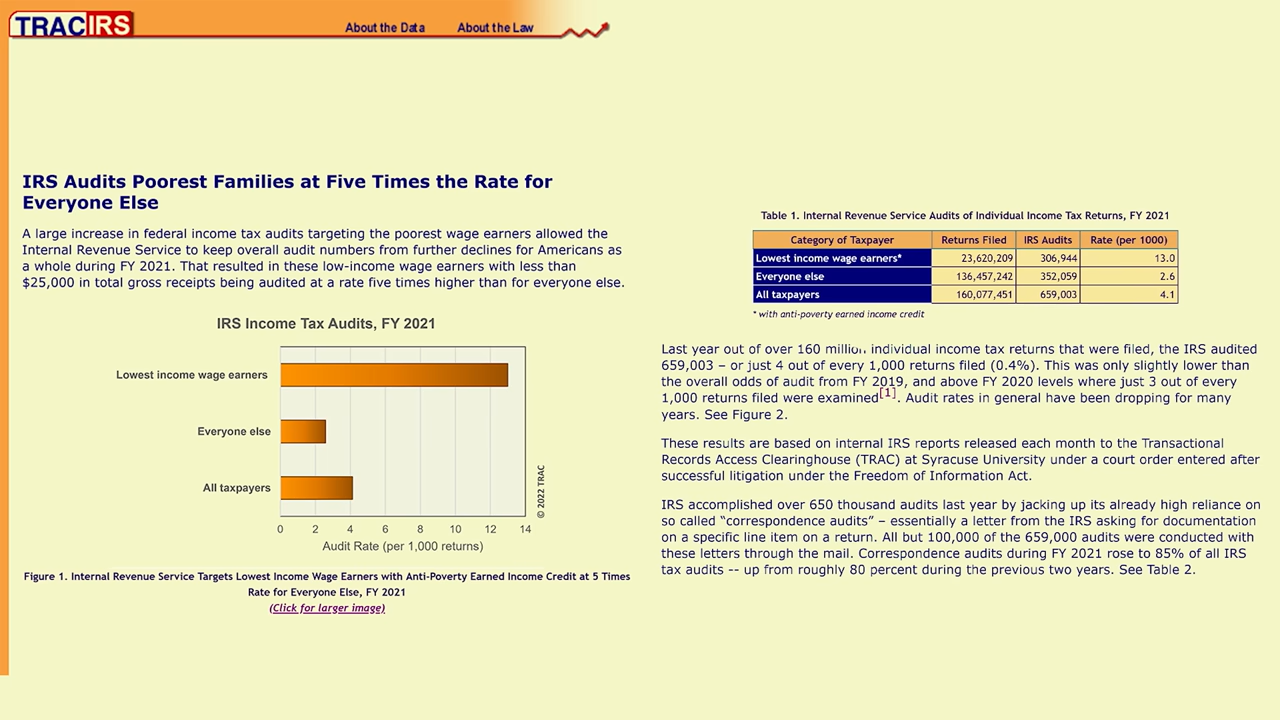 TRACIRS
About the Data About the Law
IRS Audits Poorest Families at Five Times the Rate for
Everyone Else
A large increase in federal income tax audits targeting the poorest wage earners allowed the
Internal Revenue Service to keep overall audit numbers from further declines for Americans as
a whole during FY 2021. That resulted in these low-income wage earners with less than
$25,000 in total gross receipts being audited at a rate five times higher than for everyone else.
IRS Income Tax Audits, FY 2021
Lowest income wage earners
Everyone else
All taxpayers
0 2 4 6 8 10 12 14
Audit Rate (per 1,000 returns)
© 2022 TRAC
Figure 1. Internal Revenue Service Targets Lowest Income Wage Earners with Anti-Poverty Earned Income Credit at 5 Times
Rate for Everyone Else, FY 2021
(Click for larger image)
Table 1. Internal Revenue Service Audits of Individual Income Tax Returns, FY 2021
Category of Taxpayer Returns Filed IRS Audits Rate (per 1000)
Lowest income wage earners* 23,620,209 306,944 13.0
Everyone else 136,457,242 352,059 2.6
All taxpayers 160,077,451 659,003 4.1
* with anti-poverty earned income credit
Last year out of over 160 million individual income tax returns that were filed, the IRS audited
659,003 – or just 4 out of every 1,000 returns filed (0.4%). This was only slightly lower than
the overall odds of audit from FY 2019, and above FY 2020 levels where just 3 out of every
1,000 returns filed were examined[1]. Audit rates in general have been dropping for many
years. See Figure 2.
These results are based on internal IRS reports released each month to the Transactional
Records Access Clearinghouse (TRAC) at Syracuse University under a court order entered after
successful litigation under the Freedom of Information Act.
IRS accomplished over 650 thousand audits last year by jacking up its already high reliance on
so called “correspondence audits” – essentially a letter from the IRS asking for documentation
on a specific line item on a return. All but 100,000 of the 659,000 audits were conducted with
these letters through the mail. Correspondence audits during FY 2021 rose to 85% of all IRS
tax audits -- up from roughly 80 percent during the previous two years. See Table 2.